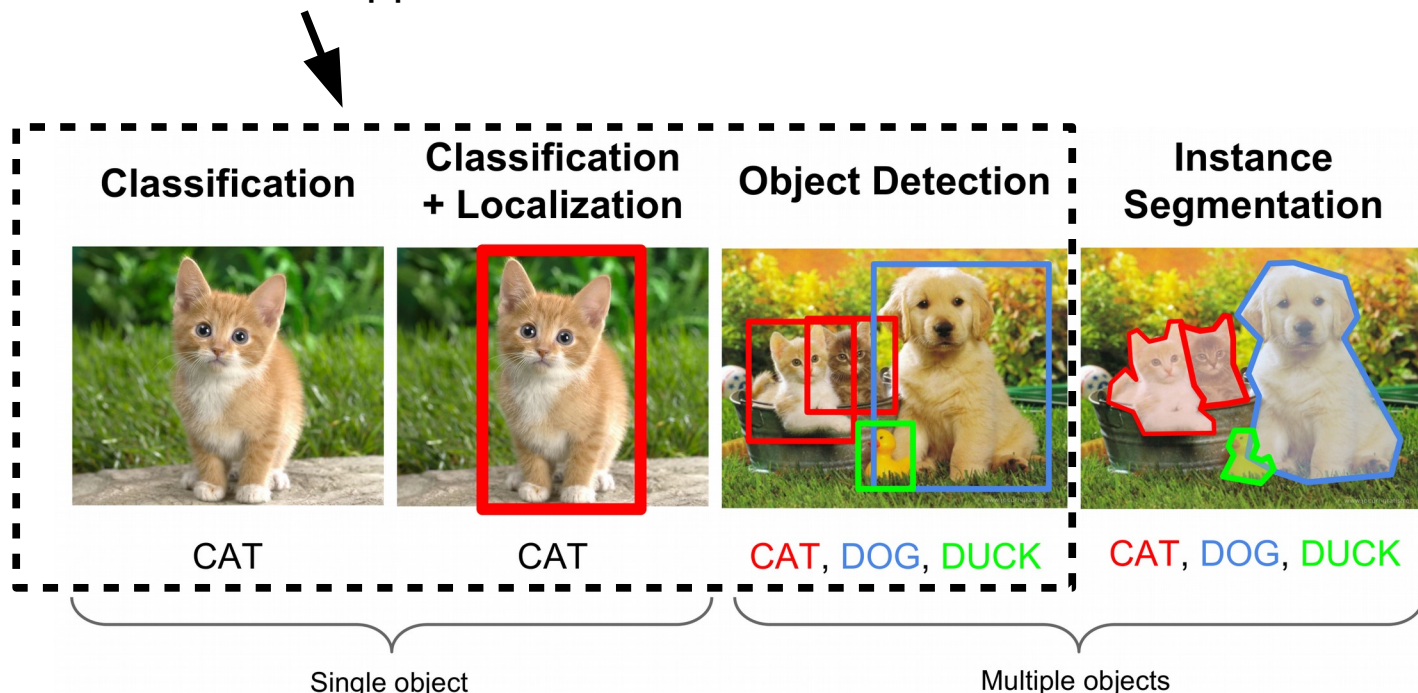 Classification
Classification
+ Localization
Object Detection
Instance
Segmentation
CAT
CAT
CAT, DOG, DUCK
CAT, DOG, DUCK
Single object
Multiple objects